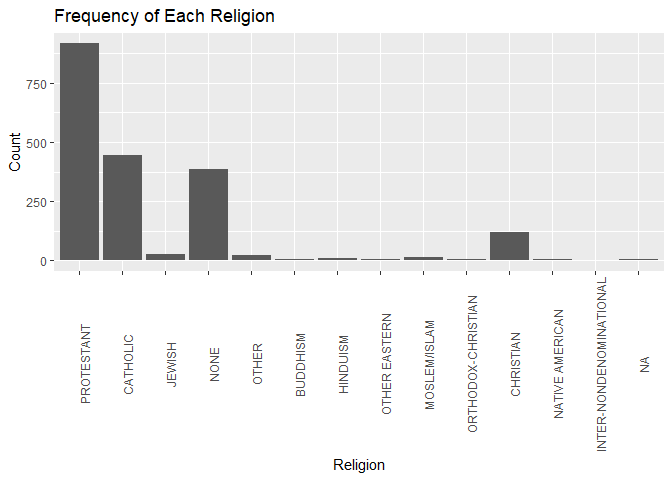 Frequency of Each Religion
Count
750
500
250
0
PROTESTANT
CATHOLIC
JEWISH
NONE
OTHER
BUDDHISM
HINDUISM
OTHER EASTERN
MOSLEM/ISLAM
ORTHODOX-CHRISTIAN
CHRISTIAN
NATIVE AMERICAN
INTER-NONDENOMINATIONAL
NA
Religion